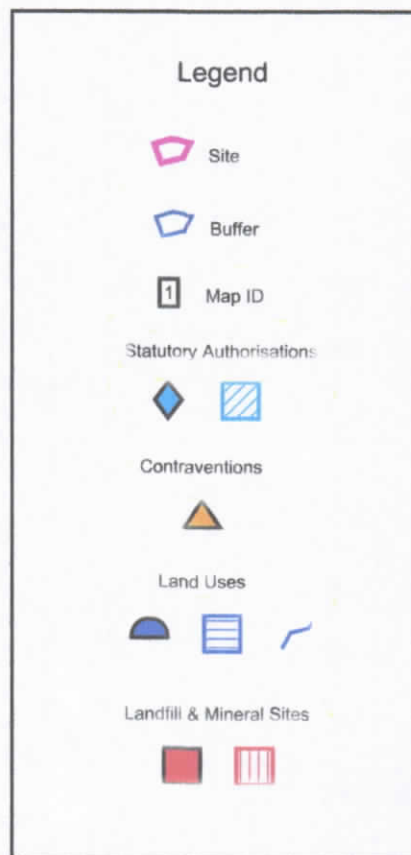 Legend
Site
Buffer
1 Map ID
Statutory Authorisations
Contraventions
Land Uses
Landfill & Mineral Sites